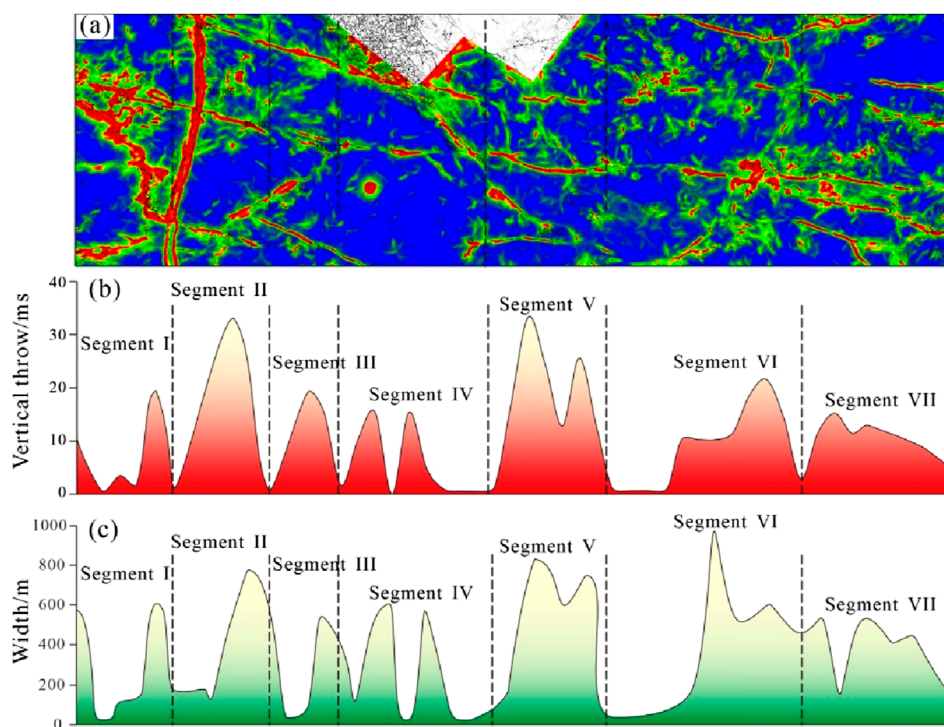 (a)
(b)
Segment I
Segment II
Segment III
Segment IV
Segment V
Segment VI
Segment VII
Vertical throw/ms
40
30
20
10
0
(c)
Segment I
Segment II
Segment III
Segment IV
Segment V
Segment VI
Segment VII
Width/m
1000
800
600
400
200
0